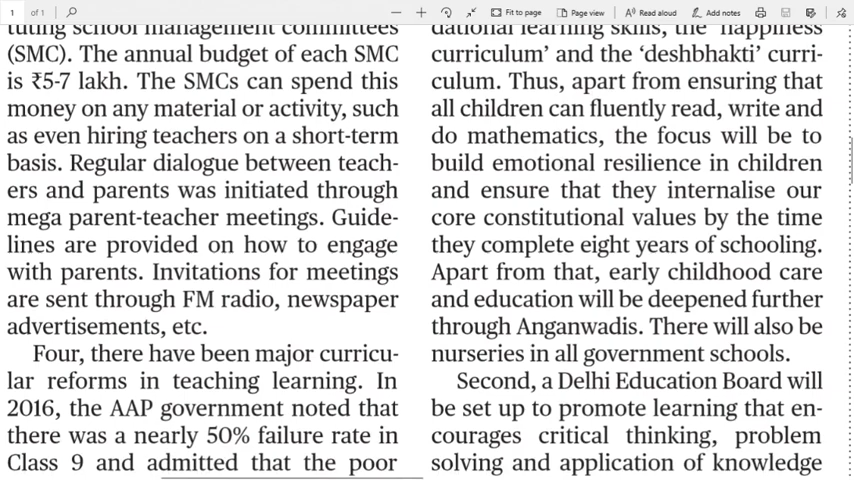 1 of 1
Fit to page
Page view
Read aloud
Add notes
tuting school management committees
(SMC). The annual budget of each SMC
is ₹5-7 lakh. The SMCs can spend this
money on any material or activity, such
as even hiring teachers on a short-term
basis. Regular dialogue between teach-
ers and parents was initiated through
mega parent-teacher meetings. Guide-
lines are provided on how to engage
with parents. Invitations for meetings
are sent through FM radio, newspaper
advertisements, etc.
Four, there have been major curricu-
lar reforms in teaching learning. In
2016, the AAP government noted that
there was a nearly 50% failure rate in
Class 9 and admitted that the poor
dational learning skills, the ‘happiness
curriculum’ and the ‘deshbhakti’ curri-
culum. Thus, apart from ensuring that
all children can fluently read, write and
do mathematics, the focus will be to
build emotional resilience in children
and ensure that they internalise our
core constitutional values by the time
they complete eight years of schooling.
Apart from that, early childhood care
and education will be deepened further
through Anganwadis. There will also be
nurseries in all government schools.
Second, a Delhi Education Board will
be set up to promote learning that en-
courages critical thinking, problem
solving and application of knowledge